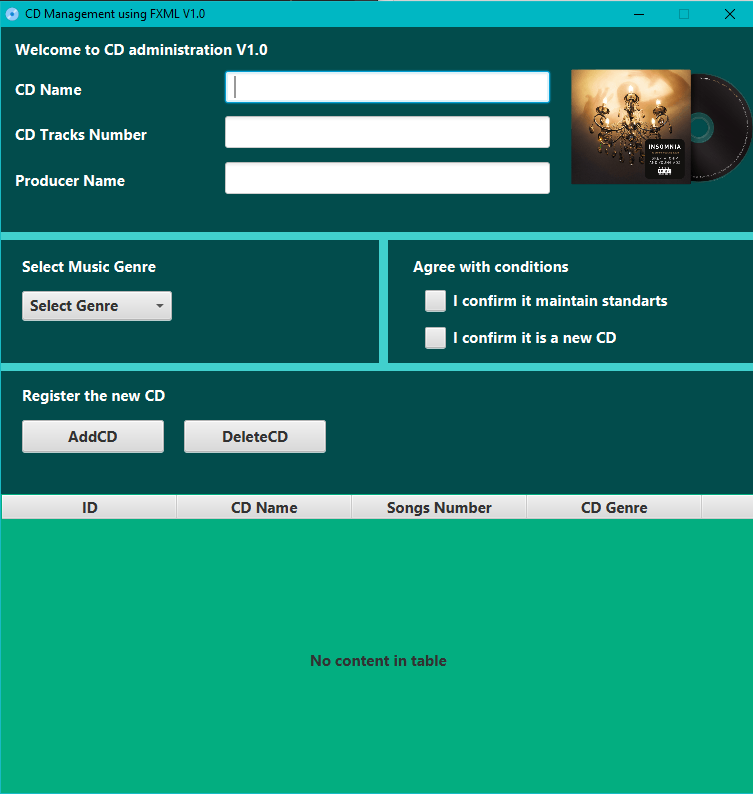 CD Management using FXML V1.0
Welcome to CD administration V1.0
CD Name
CD Tracks Number
Producer Name
INSOMNIA
Select Music Genre
Select Genre
Agree with conditions
I confirm it maintain standarts
I confirm it is a new CD
Register the new CD
AddCD DeleteCD
ID CD Name Songs Number CD Genre
No content in table